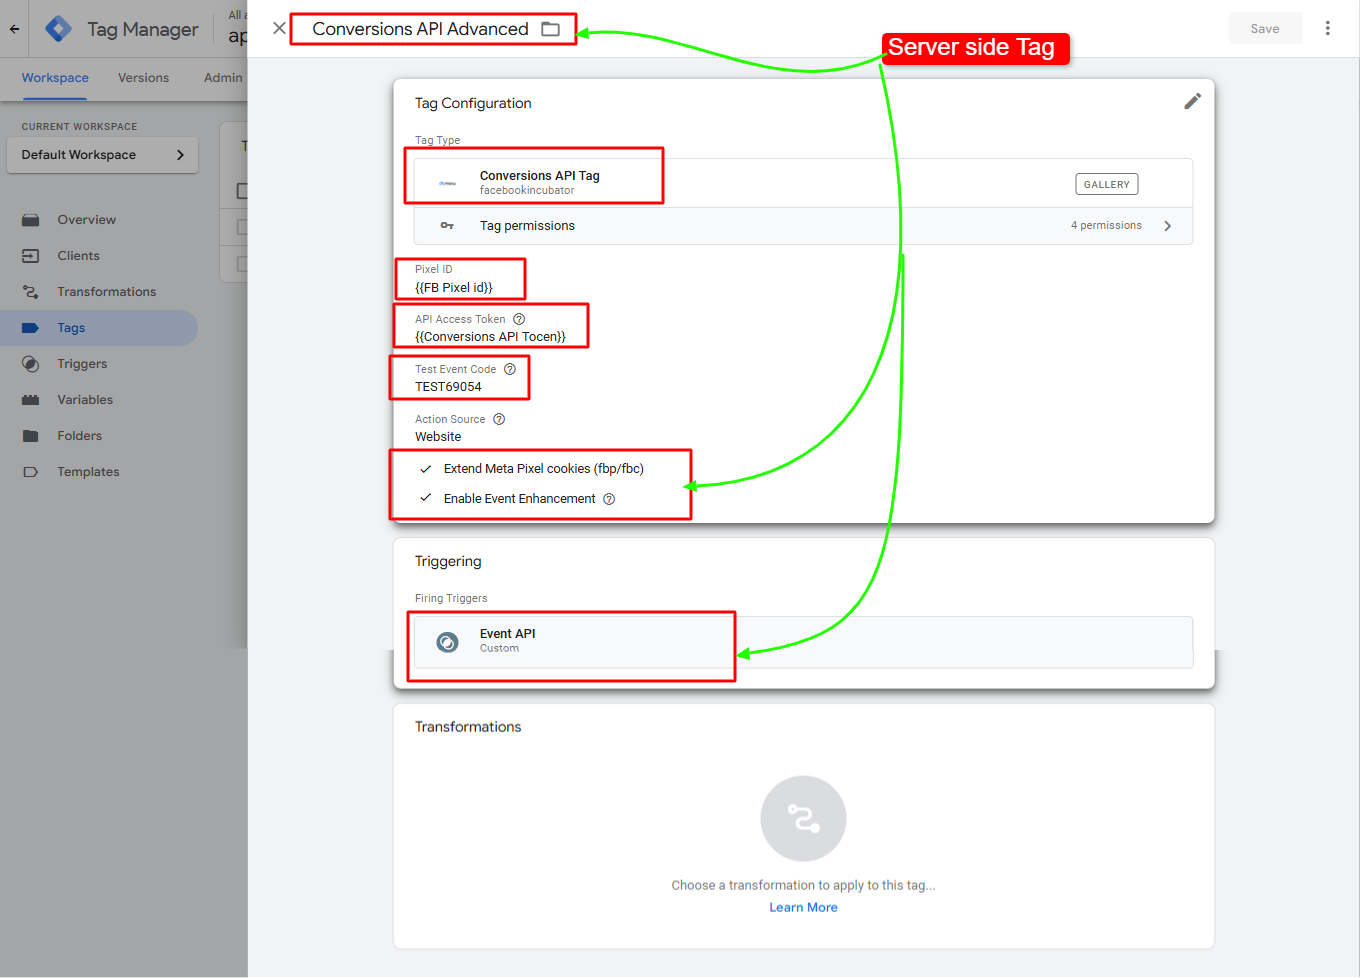 Tag Manager
All a
ap
Conversions API Advanced
Save
Server side Tag
Workspace
Versions
Admin
CURRENT WORKSPACE
Default Workspace
T
Overview
Clients
Transformations
Tags
Triggers
Variables
Folders
Templates
Tag Configuration
Tag Type
Conversions API Tag
facebookincubator
GALLERY
Tag permissions
4 permissions
Pixel ID
{{FB Pixel id}}
API Access Token
{{Conversions API Tocen}}
Test Event Code
TEST69054
Action Source
Website
Extend Meta Pixel cookies (fbp/fbc)
Enable Event Enhancement
Triggering
Firing Triggers
Event API
Custom
Transformations
Choose a transformation to apply to this tag...
Learn More